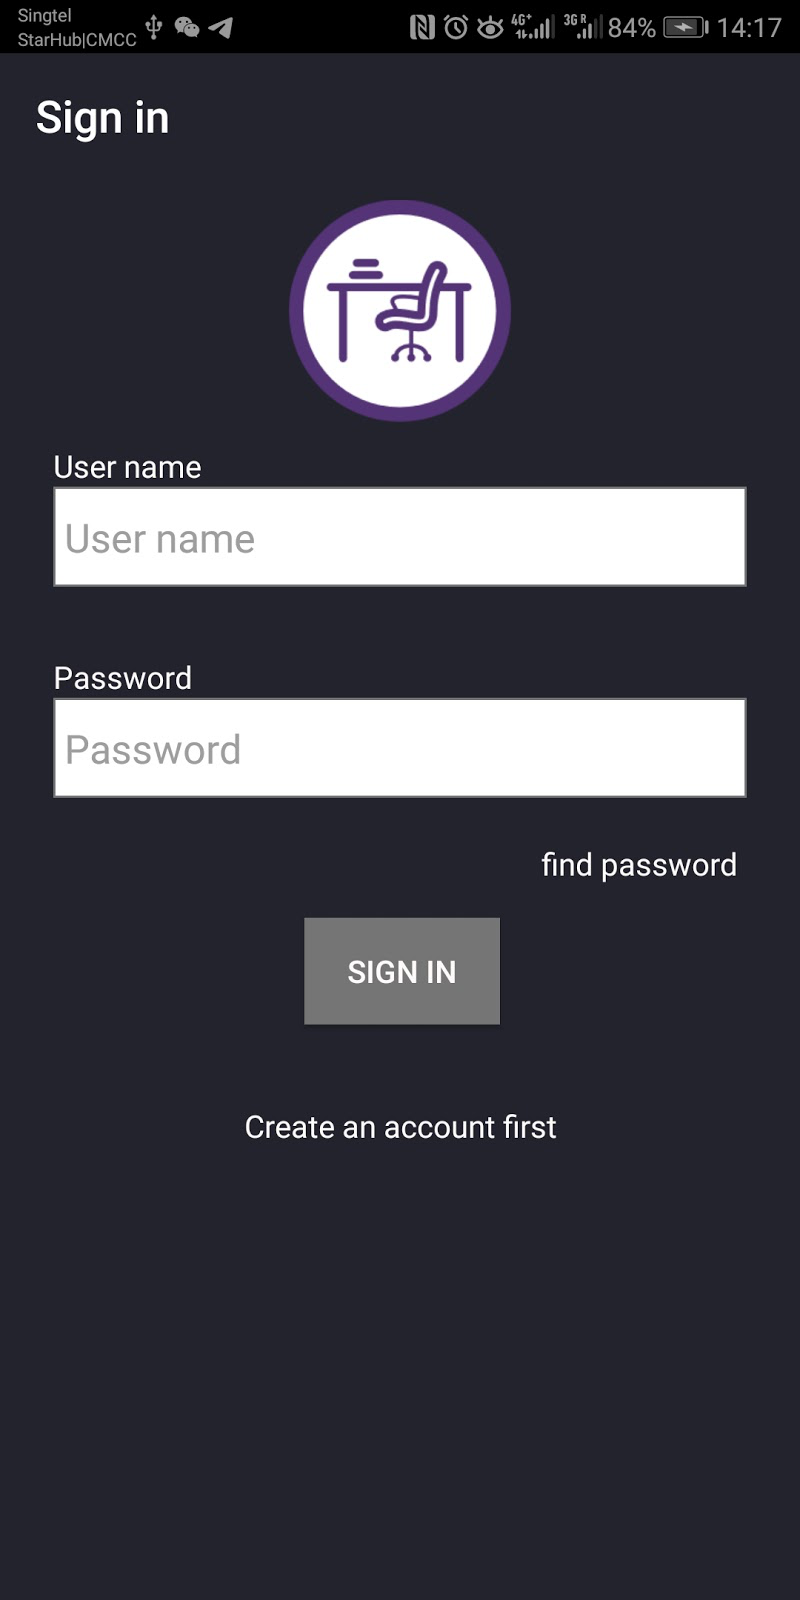 Singtel
StarHub|CMCC
4G+ 3G R 84% 14:17
Sign in
User name
User name
Password
Password
find password
SIGN IN
Create an account first